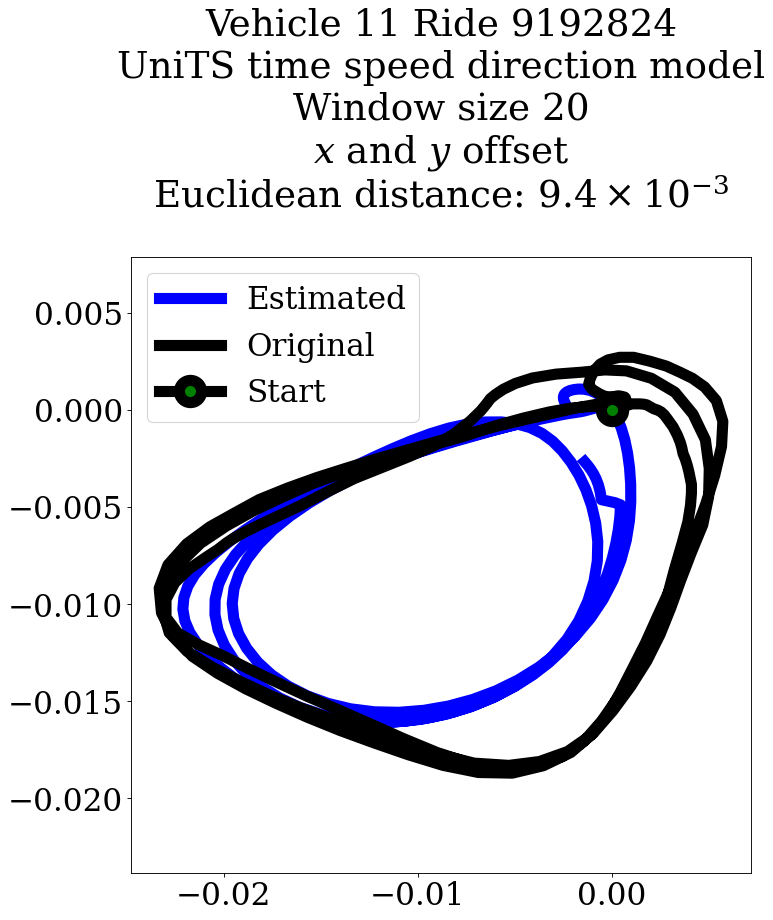 Vehicle 11 Ride 9192824
UniTS time speed direction model
Window size 20
x and y offset
Euclidean distance: 9.4 × 10⁻³
Estimated
Original
Start
0.005
0.000
−0.005
−0.010
−0.015
−0.020
−0.02 −0.01 0.00